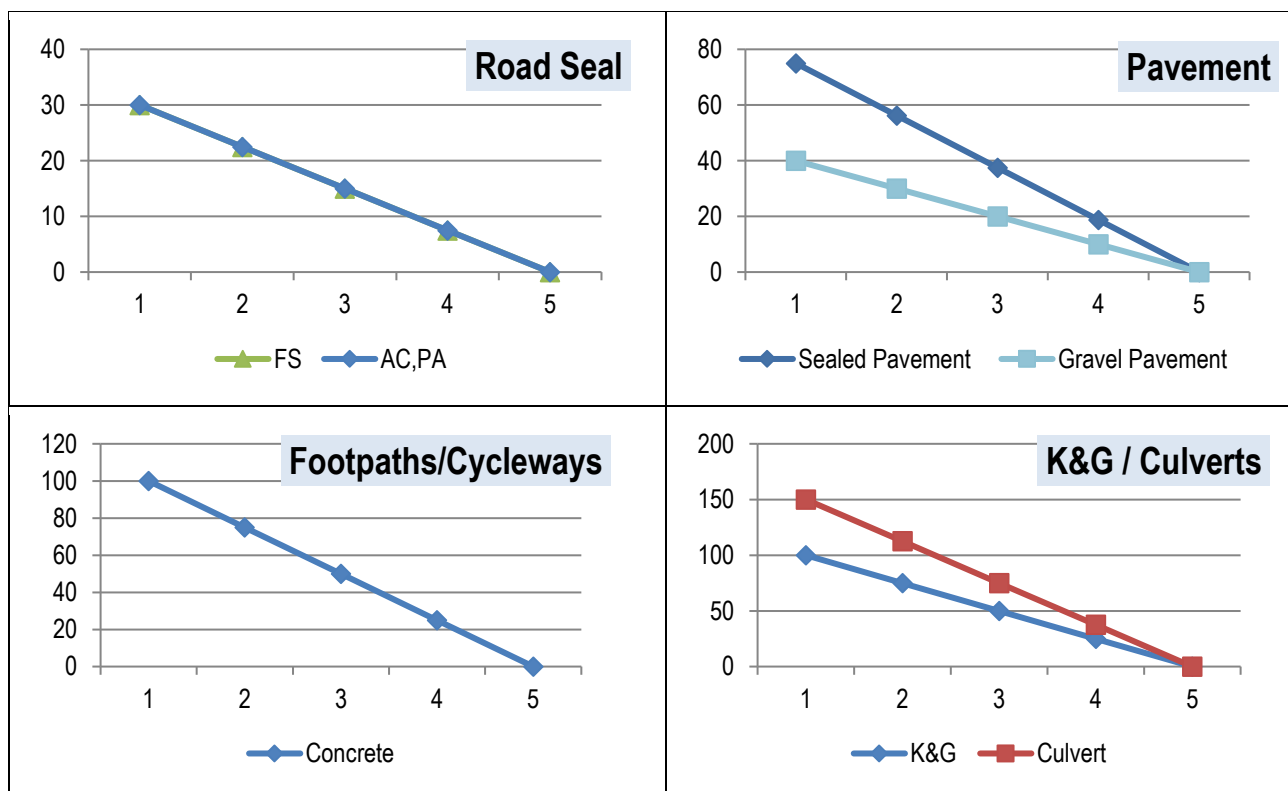 Road Seal
40
30
20
10
0
1 2 3 4 5
FS AC,PA
Pavement
80
60
40
20
0
1 2 3 4 5
Sealed Pavement Gravel Pavement
Footpaths/Cycleways
120
100
80
60
40
20
0
1 2 3 4 5
Concrete
K&G / Culverts
200
150
100
50
0
1 2 3 4 5
K&G Culvert